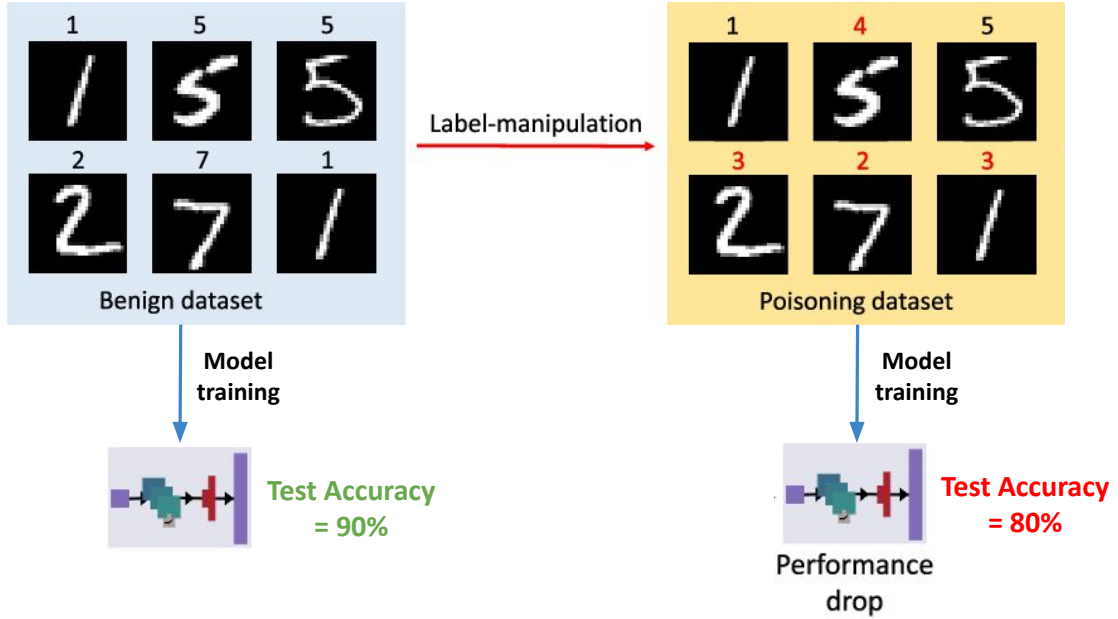 1 5 5
2 7 1
Benign dataset
Label-manipulation
1 4 5
3 2 3
Poisoning dataset
Model
training
Test Accuracy
= 90%
Model
training
Test Accuracy
= 80%
Performance
drop